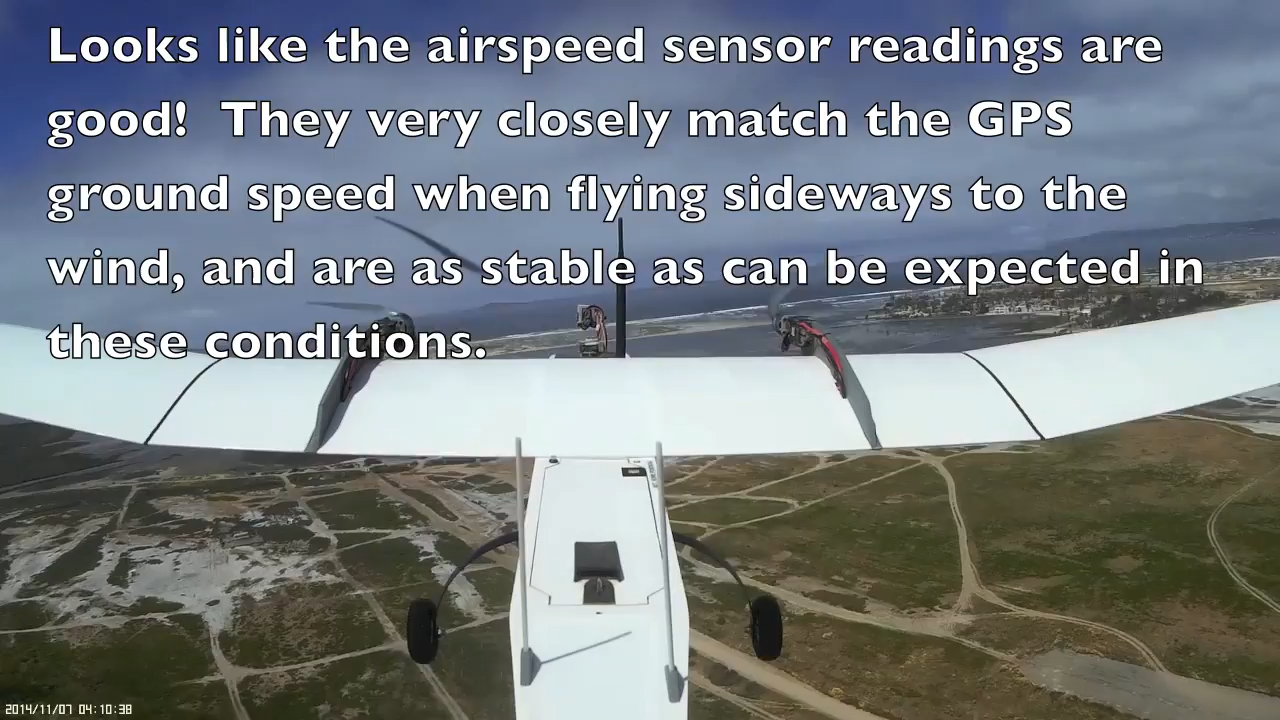 Looks like the airspeed sensor readings are
good!  They very closely match the GPS
ground speed when flying sideways to the
wind, and are as stable as can be expected in
these conditions.
2014/11/07 04:10:38